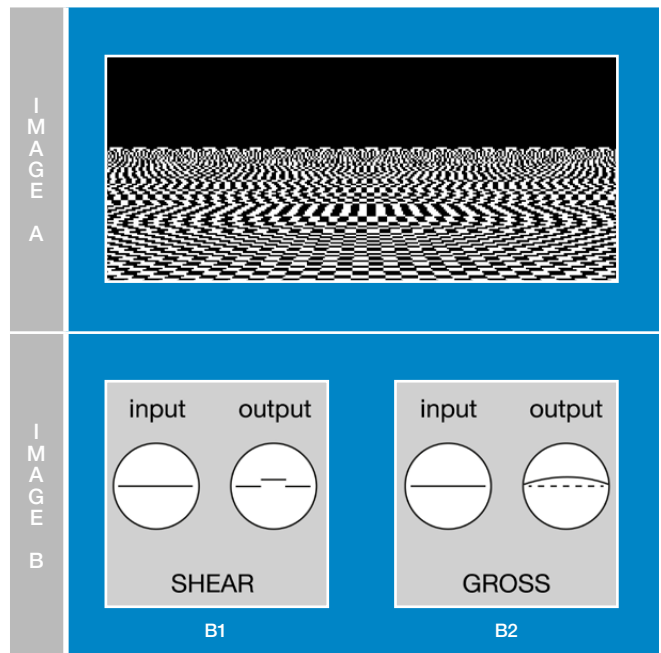 IMAGE A
IMAGE B
input output
SHEAR
B1
input output
GROSS
B2